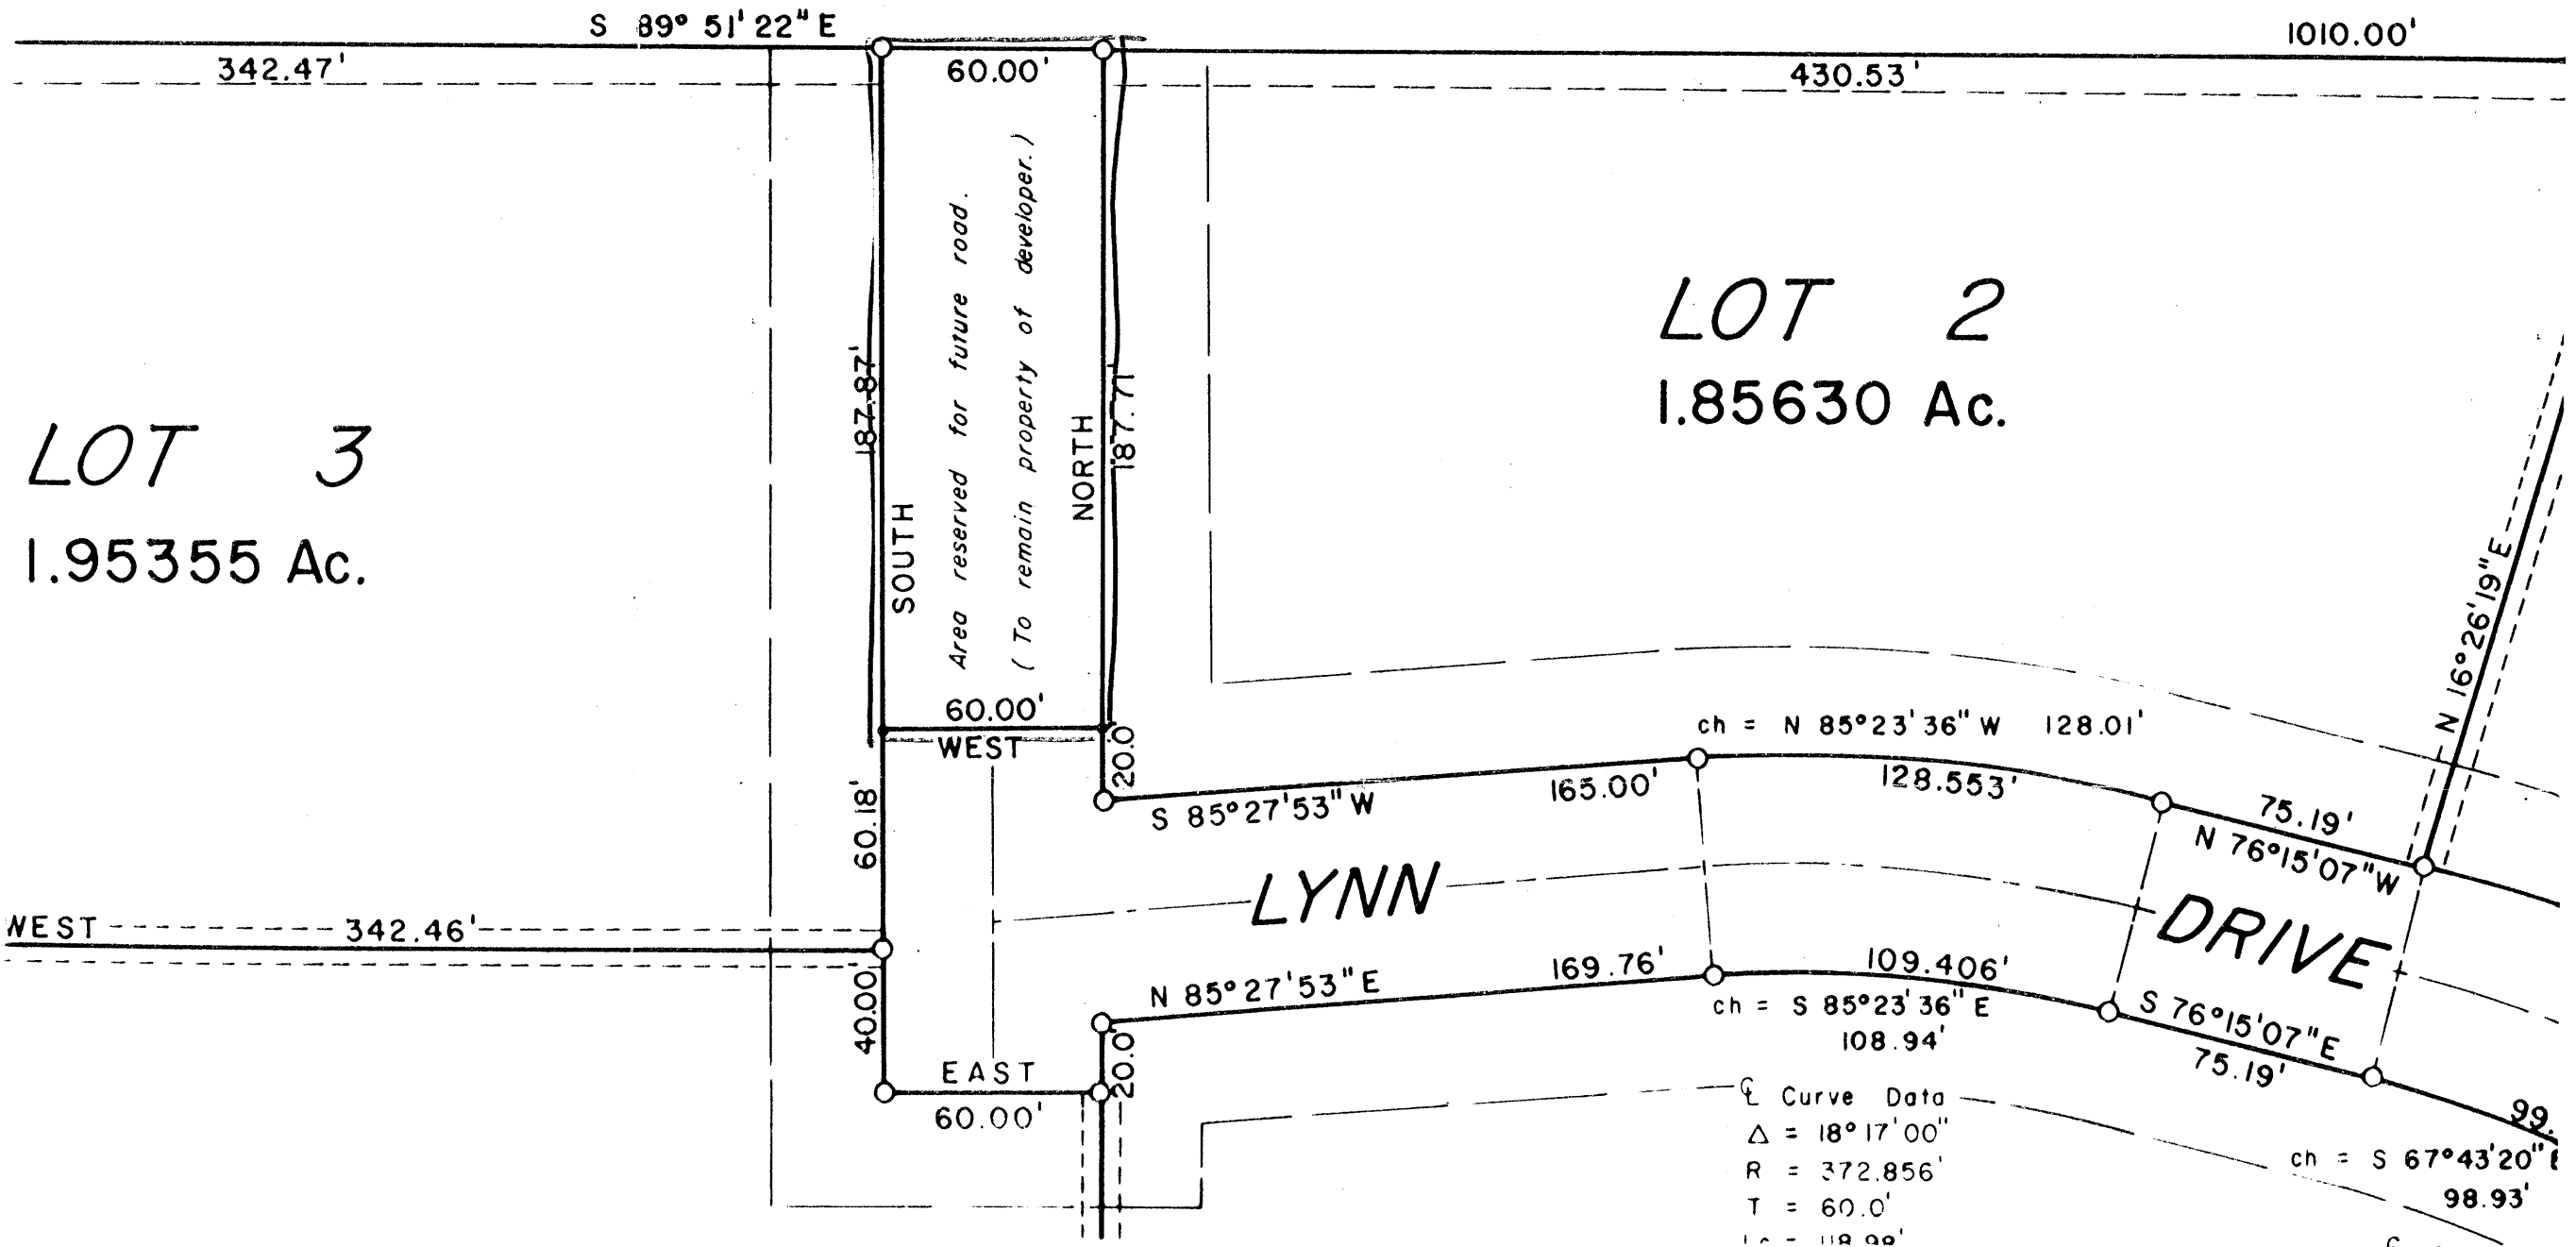 S 89° 51' 22" E
1010.00'
342.47'
60.00'
430.53'
LOT 3
1.95355 Ac.
187.87'
SOUTH
Area reserved for future road.
( To remain property of developer. )
NORTH
187.71'
LOT 2
1.85630 Ac.
N 16° 26' 19" E
60.00'
WEST
20.0
60.18'
S 85° 27' 53" W
165.00'
ch = N 85° 23' 36" W 128.01'
128.553'
75.19'
N 76° 15' 07" W
LYNN DRIVE
WEST
342.46'
40.00'
N 85° 27' 53" E
169.76'
109.406'
ch = S 85° 23' 36" E
108.94'
S 76° 15' 07" E
75.19'
20.0'
EAST
60.00'
℄ Curve Data
Δ = 18° 17' 00"
R = 372.856'
T = 60.0'
Lc = 118.98'
99.
ch = S 67° 43' 20" E
98.93'